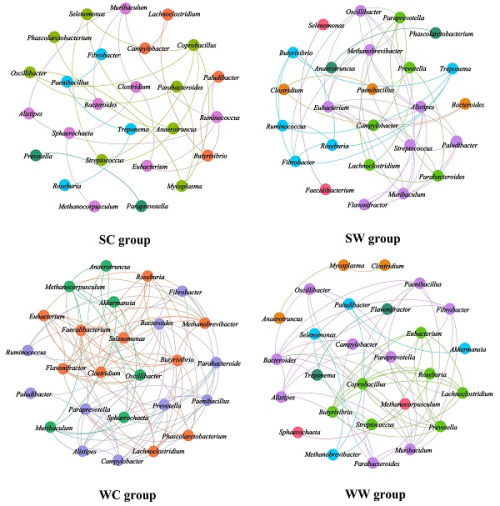 Muribaculum
Selenomonas
Lachnoclostridium
Phascolarctobacterium
Campylobacter
Coprobacillus
Fibrobacter
Oscillibacter
Paenibacillus
Paludibacter
Clostridium
Parabacteroides
Bacteroides
Alistipes
Ruminococcus
Sphaerochaeta
Treponema
Anaerotruncus
Prevotella
Streptococcus
Eubacterium
Butyrivibrio
Roseburia
Mycoplasma
Methanocorpusculum
Paraprevotella
SC group
Oscillibacter
Paraprevotella
Selenomonas
Phascolarctobacterium
Butyrivibrio
Methanobrevibacter
Anaerotruncus
Prevotella
Treponema
Clostridium
Paenibacillus
Eubacterium
Alistipes
Bacteroides
Ruminococcus
Campylobacter
Roseburia
Streptococcus
Paludibacter
Fibrobacter
Lachnoclostridium
Parabacteroides
Faecalibacterium
Muribaculum
Flavonifractor
SW group
Anaerotruncus
Roseburia
Methanocorpusculum
Fibrobacter
Akkermansia
Eubacterium
Bacteroides
Methanobrevibacter
Faecalibacterium
Selenomonas
Ruminococcus
Butyrivibrio
Parabacteroide
Flavonifractor
Clostridium
Oscillibacter
Paludibacter
Paenibacillus
Paraprevotella
Prevotella
Sphaerochaeta
Muribaculum
Phascolarctobacterium
Alistipes
Lachnoclostridium
Campylobacter
WC group
Mycoplasma
Clostridium
Oscillibacter
Paenibacillus
Paludibacter
Flavonifractor
Fibrobacter
Anaerotruncus
Selenomonas
Eubacterium
Campylobacter
Akkermansia
Bacteroides
Paraprevotella
Treponema
Roseburia
Coprobacillus
Alistipes
Lachnoclostridium
Methanocorpusculum
Butyrivibrio
Streptococcus
Prevotella
Sphaerochaeta
Methanobrevibacter
Muribaculum
Parabacteroides
WW group